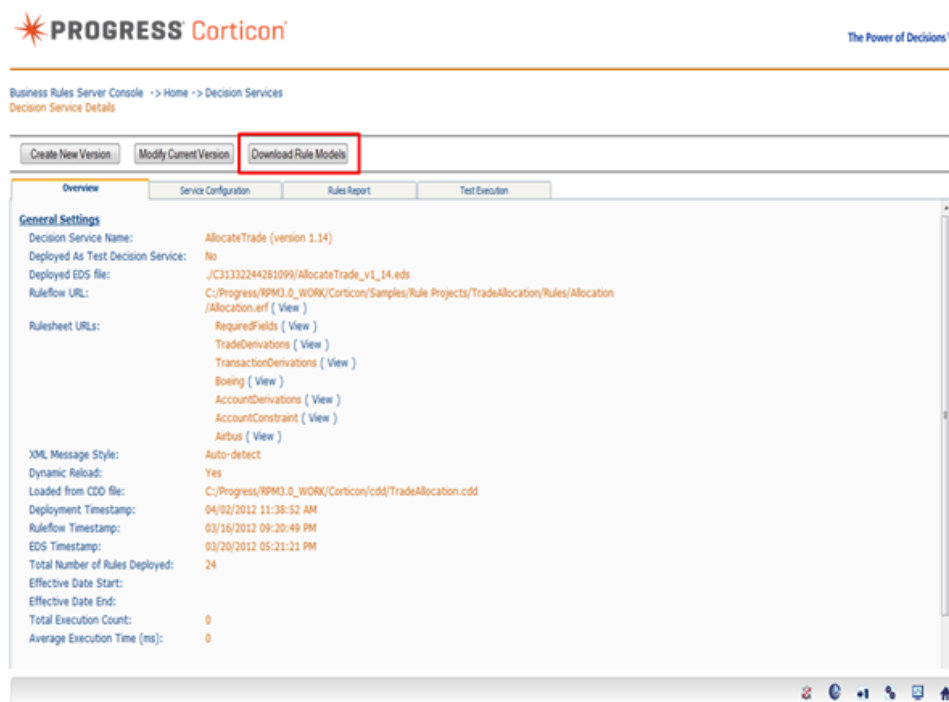 PROGRESS Corticon
The Power of Decisions
Business Rules Server Console -> Home -> Decision Services
Decision Service Details
Create New Version
Modify Current Version
Download Rule Models
Overview
Service Configuration
Rules Report
Test Execution
General Settings
Decision Service Name: AllocateTrade (version 1.14)
Deployed As Test Decision Service: No
Deployed EDS file: ./C31332244281099/AllocateTrade_v1_14.eds
Ruleflow URL: C:/Progress/RPM3.0_WORK/Corticon/Samples/Rule Projects/TradeAllocation/Rules/Allocation
/Allocation.erf ( View )
Rulesheet URLs: RequiredFields ( View )
TradeDerivations ( View )
TransactionDerivations ( View )
Boeing ( View )
AccountDerivations ( View )
AccountConstraint ( View )
Airbus ( View )
XML Message Style: Auto-detect
Dynamic Reload: Yes
Loaded from CDD file: C:/Progress/RPM3.0_WORK/Corticon/cdd/TradeAllocation.cdd
Deployment Timestamp: 04/02/2012 11:38:52 AM
Ruleflow Timestamp: 03/16/2012 09:20:49 PM
EDS Timestamp: 03/20/2012 05:21:21 PM
Total Number of Rules Deployed: 24
Effective Date Start:
Effective Date End:
Total Execution Count: 0
Average Execution Time (ms): 0